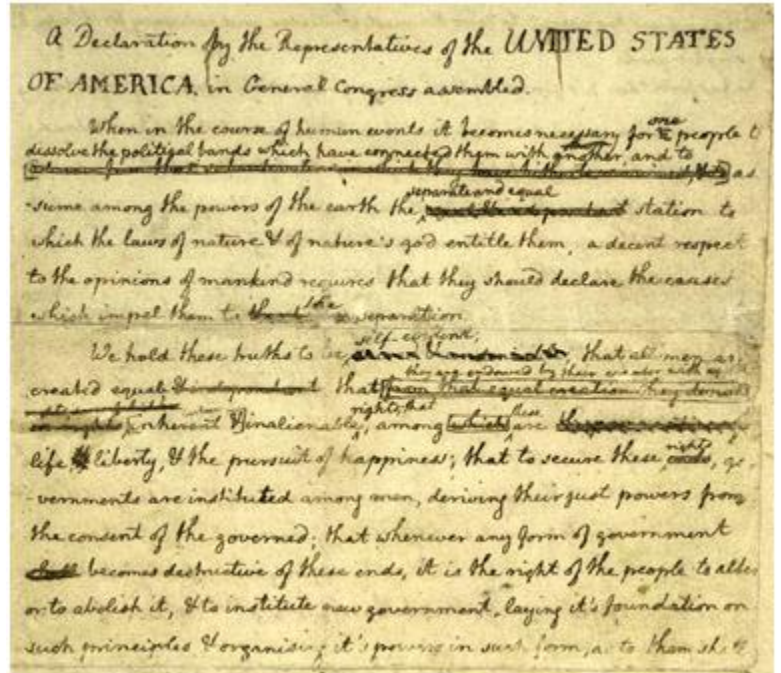 A Declaration by the Representatives of the UNITED STATES
OF AMERICA, in General Congress assembled.
When in the course of human events it becomes necessary for one people to
dissolve the political bands which have connected them with another, and to
as
separate and equal
-sume among the powers of the earth the station to
which the laws of nature & of nature's god entitle them, a decent respect
to the opinions of mankind requires that they should declare the causes
which impel them to the separation.
self-evident;
We hold these truths to be that all men are
they are endowed by their creator with
created equal that from that equal creation they
rights; that these
inherent & inalienable, among which are
life liberty, & the pursuit of happiness; that to secure these rights, go
-vernments are instituted among men, deriving their just powers from
the consent of the governed; that whenever any form of government
shall becomes destructive of these ends, it is the right of the people to alter
or to abolish it, & to institute new government, laying it's foundation on
such principles & organising it's powers in such form, as to them